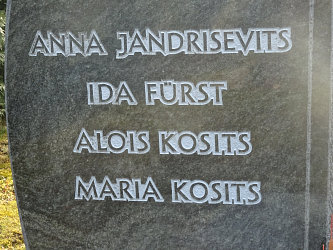 ANNA JANDRISEVITS
IDA FÜRST
ALOIS KOSITS
MARIA KOSITS